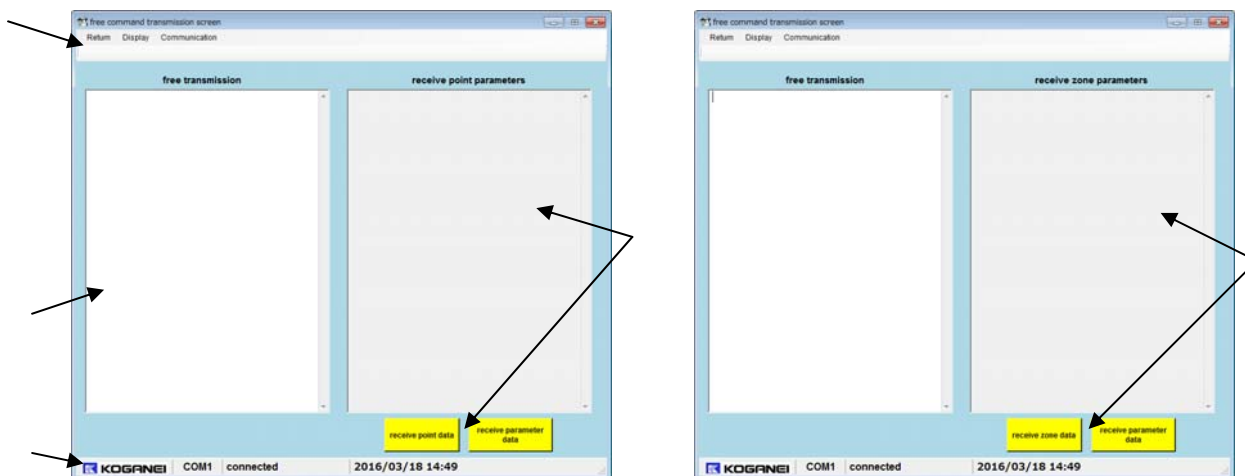 free command transmission screen
Return Display Communication
free transmission receive point parameters
receive point data receive parameter data
KOGANEI COM1 connected 2016/03/18 14:49
free command transmission screen
Return Display Communication
free transmission receive zone parameters
receive zone data receive parameter data
KOGANEI COM1 connected 2016/03/18 14:49